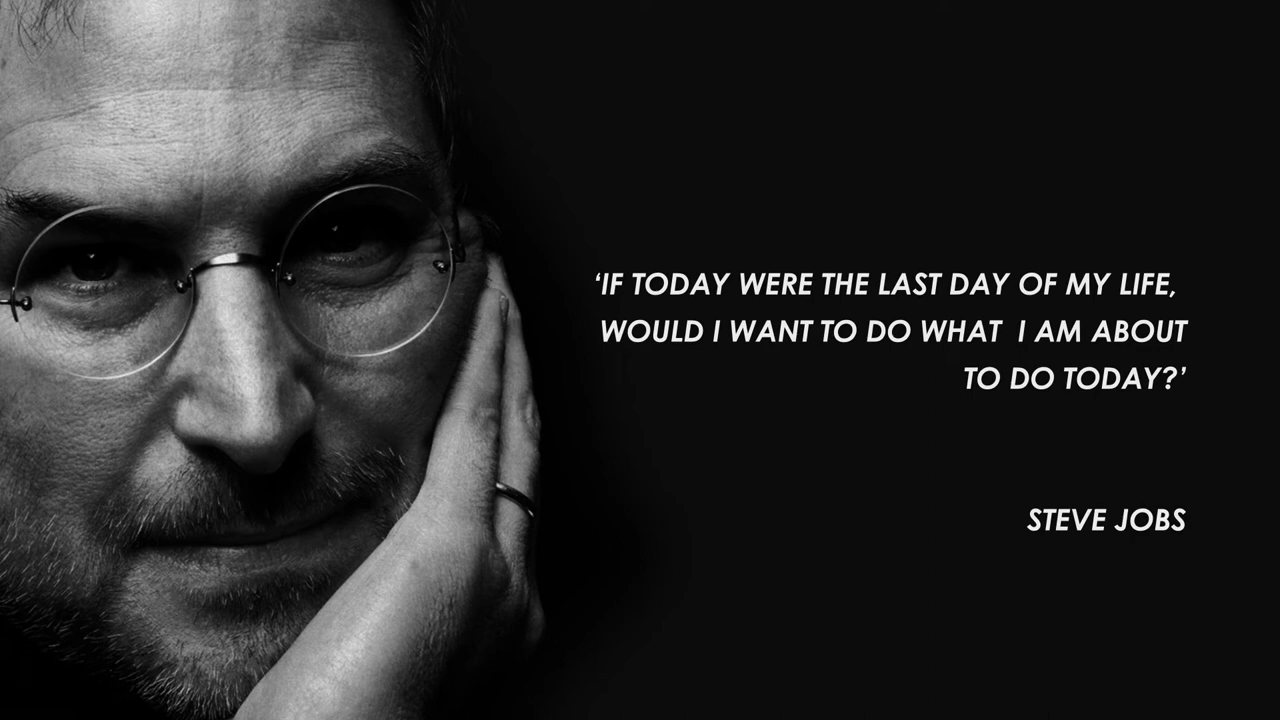 ‘IF TODAY WERE THE LAST DAY OF MY LIFE,
WOULD I WANT TO DO WHAT I AM ABOUT
TO DO TODAY?’
STEVE JOBS